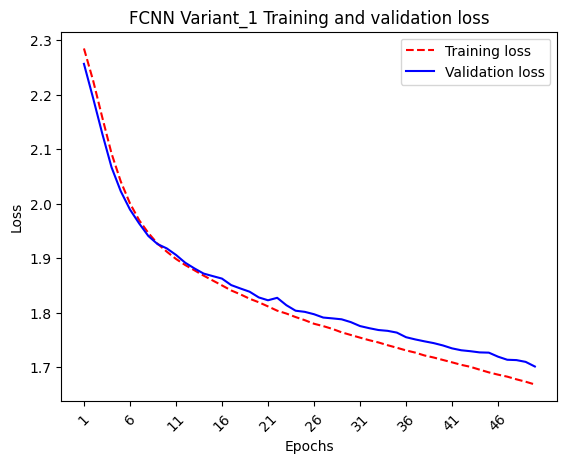 FCNN Variant_1 Training and validation loss
Training loss
Validation loss
2.3
2.2
2.1
2.0
1.9
1.8
1.7
Loss
1 6 11 16 21 26 31 36 41 46
Epochs